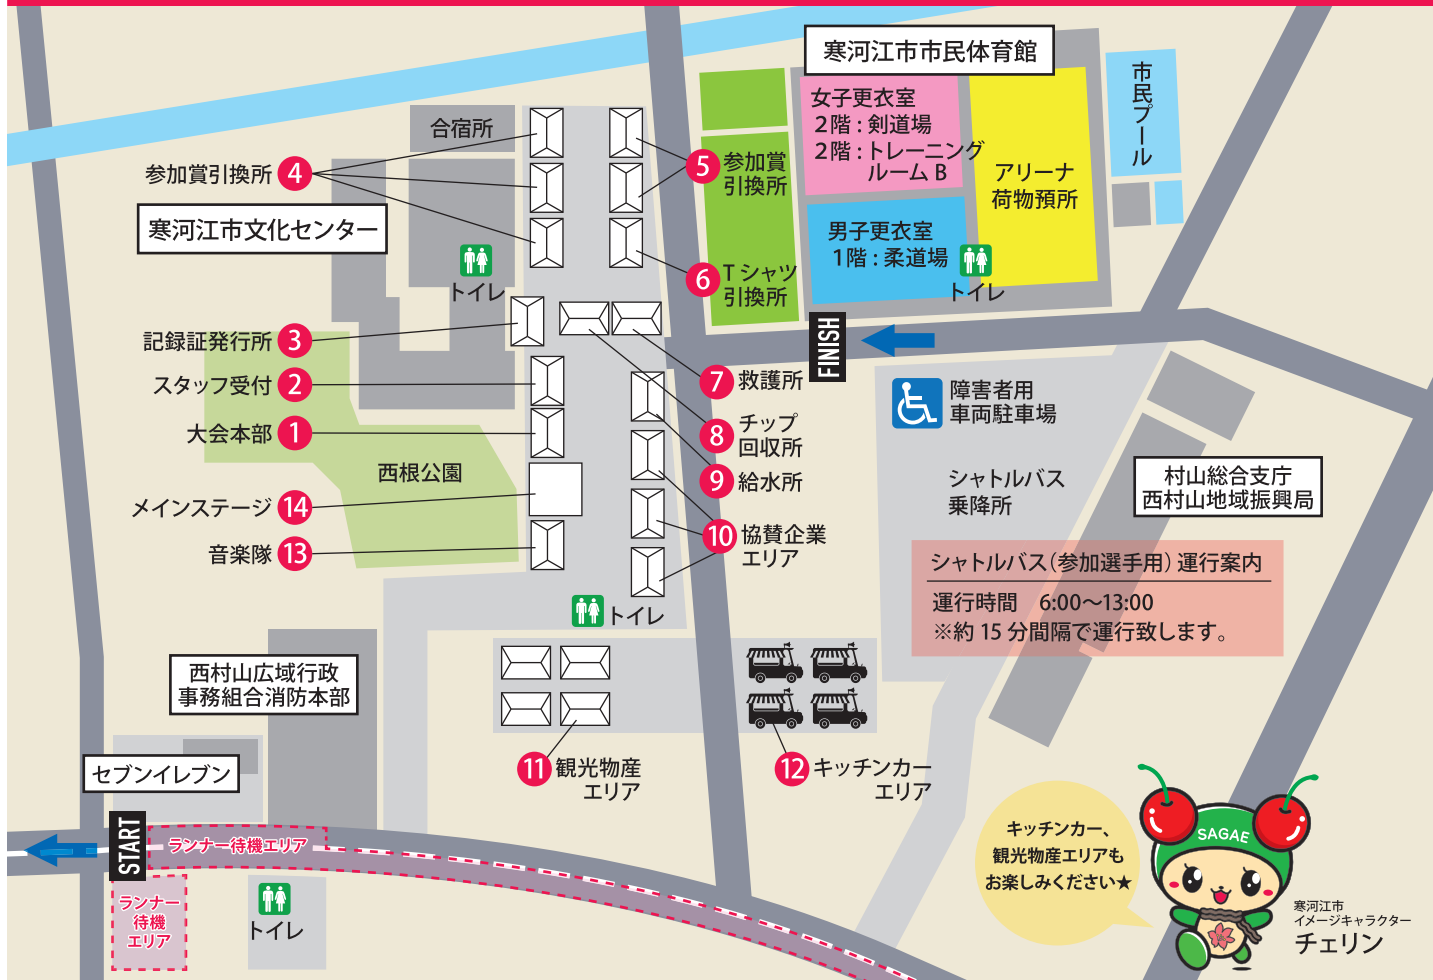 寒河江市市民体育館
女子更衣室
2階：剣道場
2階：トレーニング
ルームB
アリーナ
荷物預所
市民プール
男子更衣室
1階：柔道場
トイレ
合宿所
4 参加賞引換所
寒河江市文化センター
トイレ
5 参加賞
引換所
6 Tシャツ
引換所
3 記録証発行所
2 スタッフ受付
1 大会本部
西根公園
14 メインステージ
13 音楽隊
FINISH
7 救護所
8 チップ
回収所
9 給水所
10 協賛企業
エリア
トイレ
障害者用
車両駐車場
シャトルバス
乗降所
村山総合支庁
西村山地域振興局
シャトルバス（参加選手用）運行案内
運行時間 6:00〜13:00
※約15分間隔で運行致します。
西村山広域行政
事務組合消防本部
セブンイレブン
11 観光物産
エリア
12 キッチンカー
エリア
START
ランナー待機エリア
ランナー
待機
エリア
トイレ
キッチンカー、
観光物産エリアも
お楽しみください★
SAGAE
寒河江市
イメージキャラクター
チェリン